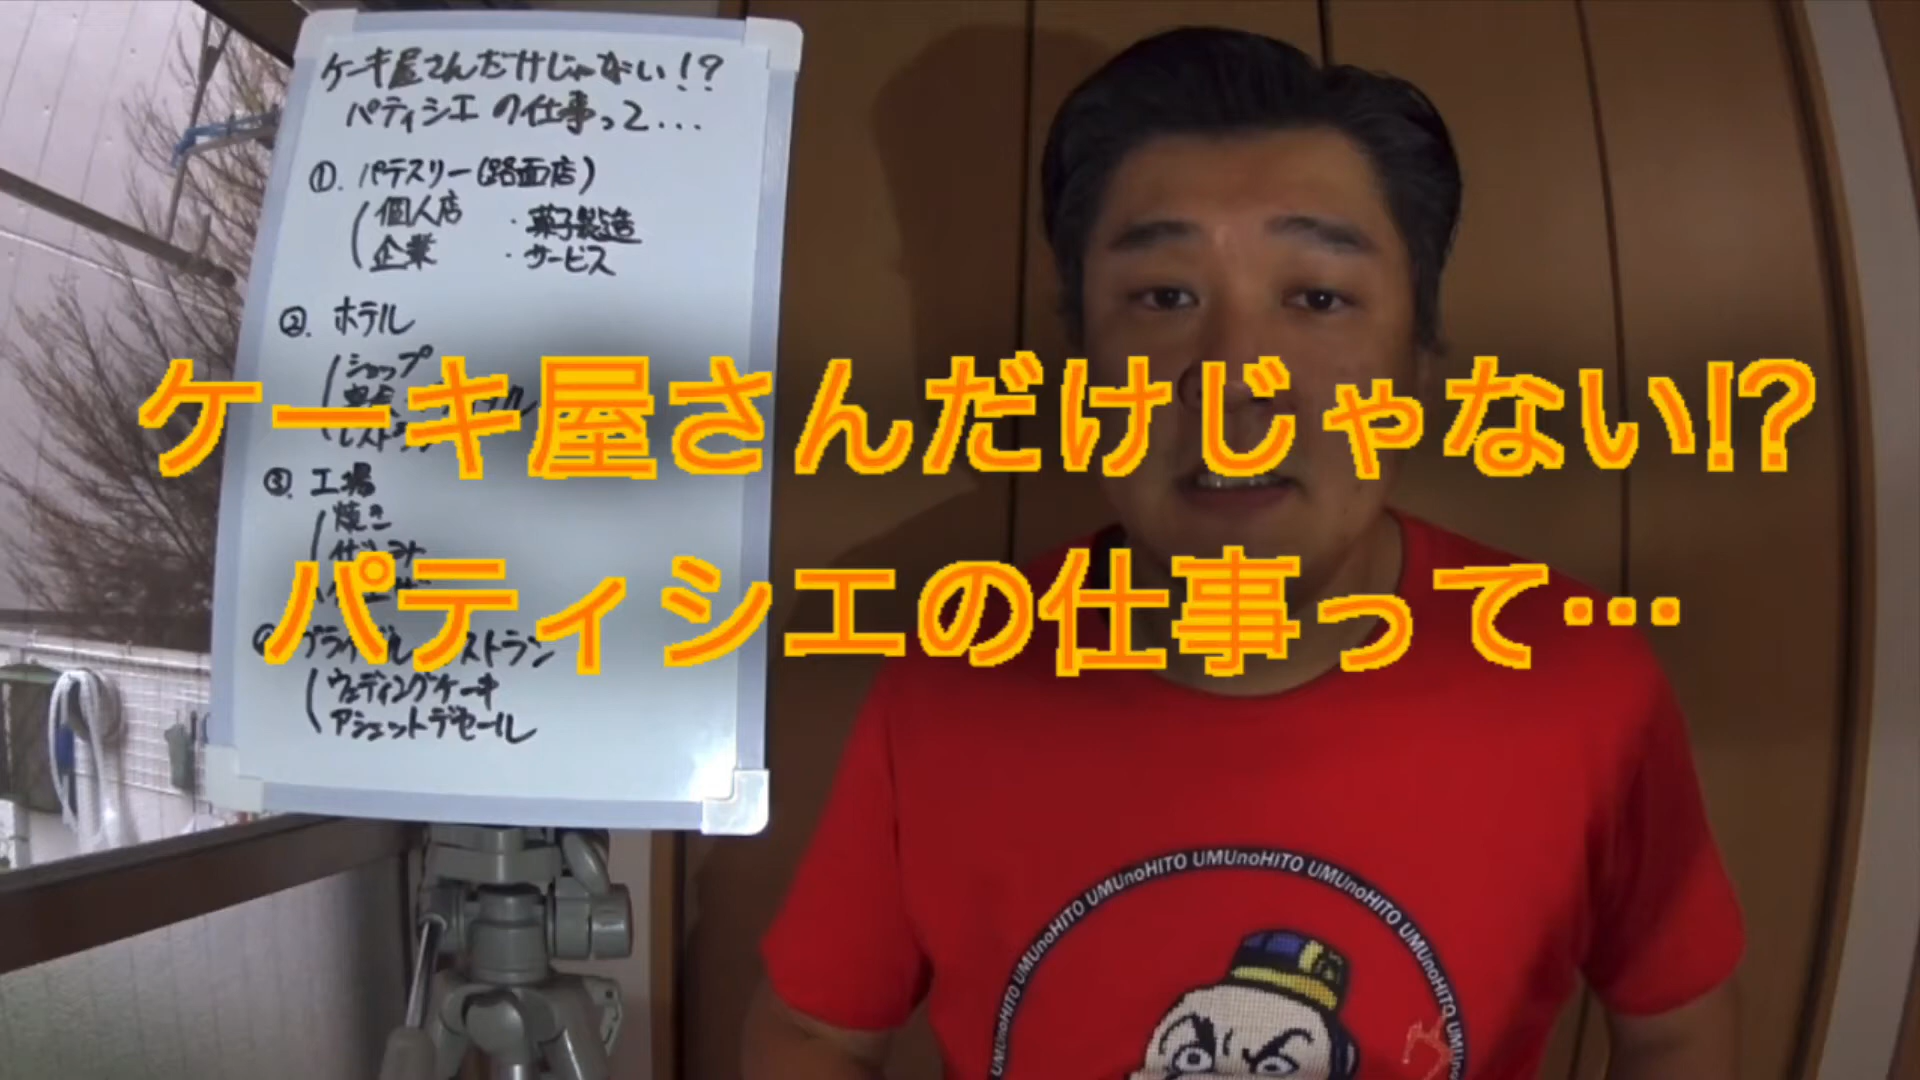 ケーキ屋さんだけじゃない!?
パティシエの仕事って...
①. パテスリー(路面店)
個人店 ・菓子製造
企業 ・サービス
②. ホテル
ショップ
ケーキ屋さんだけじゃない!?
③. 工場
焼き
パティシエの仕事って…
ウェディングケーキ
アシェットデセール
UMUnoHITO UMUnoHITO UMUnoHITO UMUnoHITO UMUnoHITO UMUnoHITO